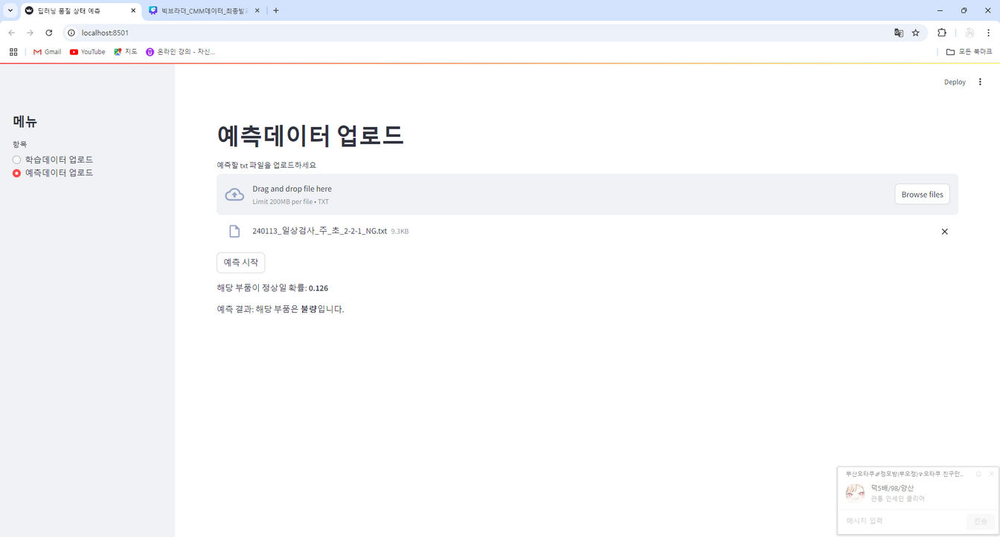 딥러닝 품질 상태 예측
빅브라더_CMM데이터_최종발
localhost:8501
Gmail
YouTube
지도
온라인 강의 - 자신...
모든 북마크
Deploy
메뉴
항목
학습데이터 업로드
예측데이터 업로드
예측데이터 업로드
예측할 txt 파일을 업로드하세요
Drag and drop file here
Limit 200MB per file • TXT
Browse files
240113_일상검사_주_초_2-2-1_NG.txt 9.3KB
예측 시작
해당 부품이 정상일 확률: 0.126
예측 결과: 해당 부품은 불량입니다.
부산오타쿠 정모방(부오정) 오타쿠 친구만...
덕5배/98/양산
관통 인세인 클리어
메시지 입력
전송